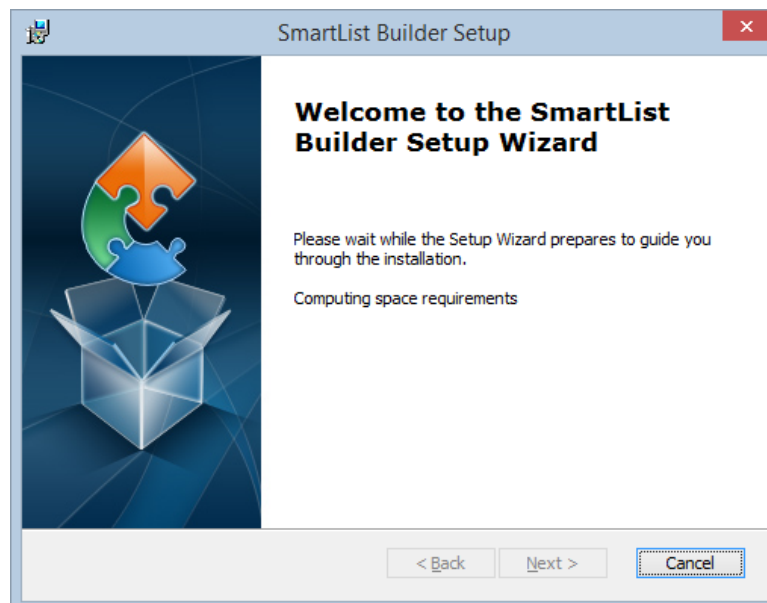 SmartList Builder Setup
Welcome to the SmartList
Builder Setup Wizard
Please wait while the Setup Wizard prepares to guide you
through the installation.
Computing space requirements
< Back Next > Cancel